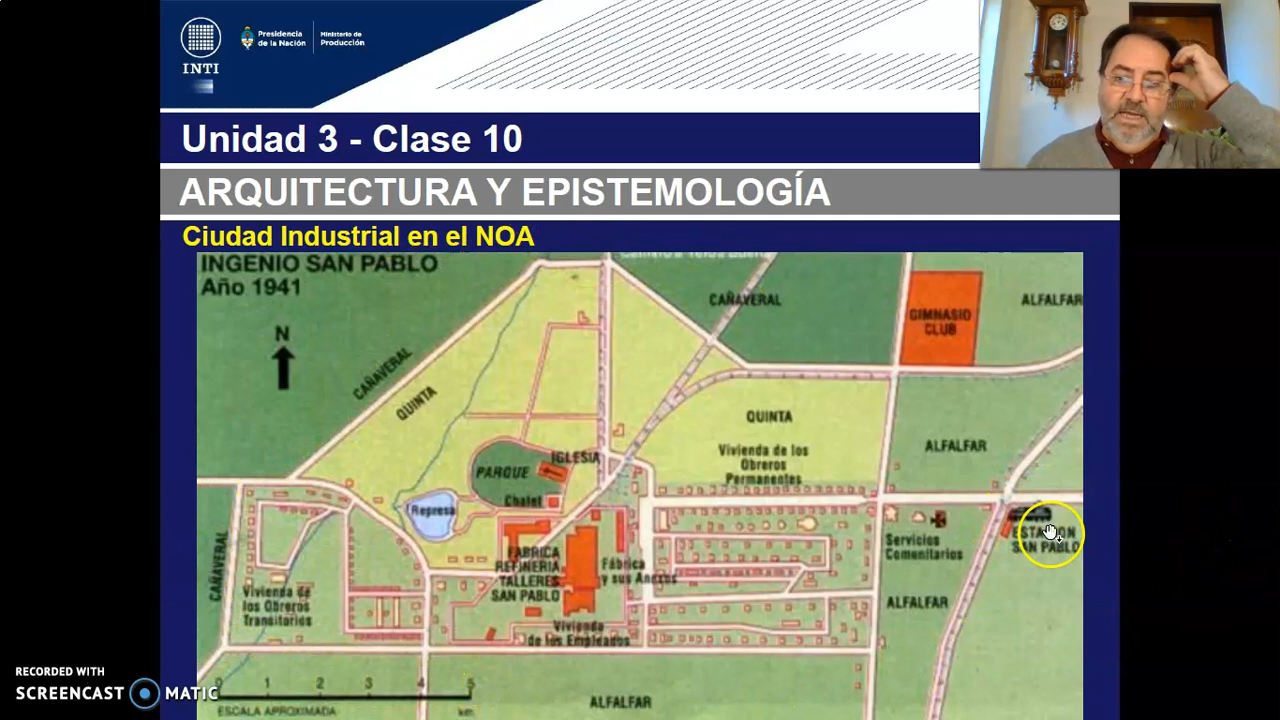 INTI
Presidencia
de la Nación
Ministerio de
Producción
Unidad 3 - Clase 10
ARQUITECTURA Y EPISTEMOLOGÍA
Ciudad Industrial en el NOA
INGENIO SAN PABLO
Año 1941
N
CAÑAVERAL
ALFALFAR
GIMNASIO
CLUB
CAÑAVERAL
QUINTA
QUINTA
Vivienda de los
Obreros
Permanentes
ALFALFAR
IGLESIA
PARQUE
Chalet
Represa
ESTACION
SAN PABLO
Servicios
Comunitarios
FABRICA
REFINERIA
TALLERES
SAN PABLO
Fábrica
y sus Anexos
CAÑAVERAL
Vivienda de
los Obreros
Transitorios
ALFALFAR
Vivienda
de los Empleados
0 1 2 3 4 5
km
ESCALA APROXIMADA
ALFALFAR
RECORDED WITH
SCREENCAST MATIC